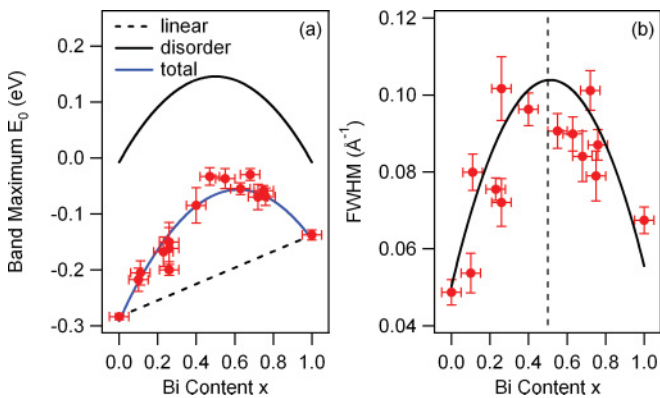 linear
disorder
total
(a)
0.2
0.1
0.0
-0.1
-0.2
-0.3
Band Maximum E0 (eV)
0.0 0.2 0.4 0.6 0.8 1.0
Bi Content x
(b)
0.12
0.10
0.08
0.06
0.04
FWHM (Å-1)
0.0 0.2 0.4 0.6 0.8 1.0
Bi Content x